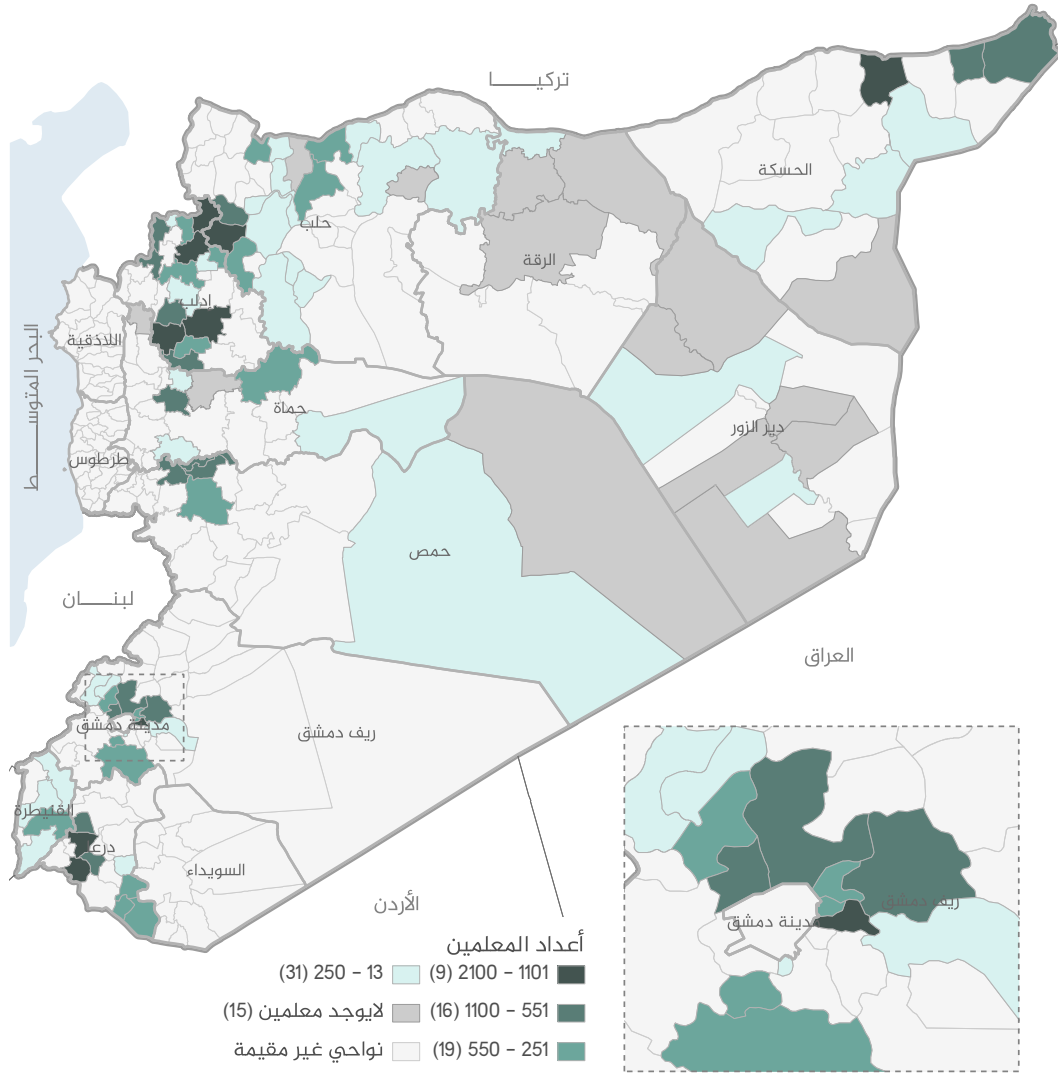 تركيـــــا
الحسكة
حلب
الرقة
ادلب
اللاذقية
البحر المتوســـــط
حماة
دير الزور
طرطوس
حمص
لبنـــــان
العراق
مدينة دمشق
ريف دمشق
القنيطرة
درعا
السويداء
الأردن
ريف دمشق
مدينة دمشق
أعداد المعلمين
1101 - 2100 (9)
13 - 250 (31)
551 - 1100 (16)
لايوجد معلمين (15)
251 - 550 (19)
نواحي غير مقيمة